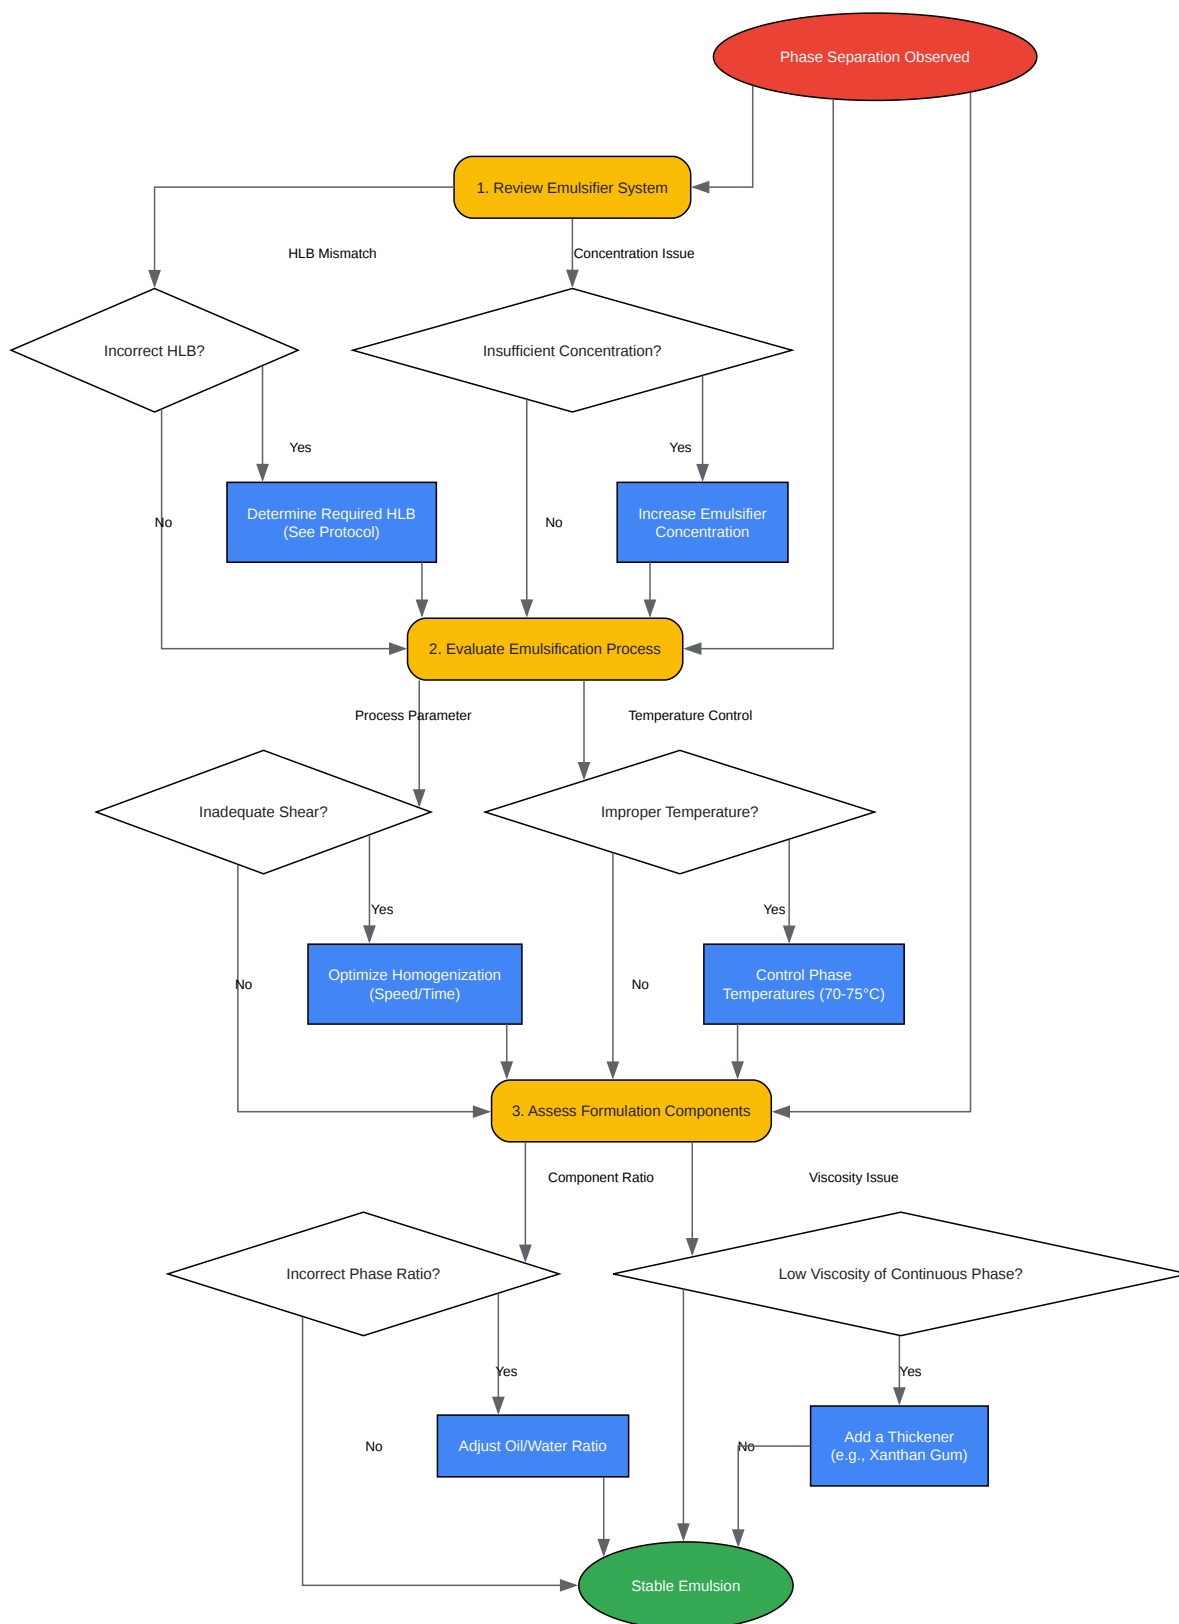 Phase Separation Observed
1. Review Emulsifier System
HLB Mismatch
Concentration Issue
Incorrect HLB?
Insufficient Concentration?
Yes
Yes
Determine Required HLB
(See Protocol)
Increase Emulsifier
Concentration
No
No
2. Evaluate Emulsification Process
Process Parameter
Temperature Control
Inadequate Shear?
Improper Temperature?
Yes
Yes
Optimize Homogenization
(Speed/Time)
Control Phase
Temperatures (70-75°C)
No
No
3. Assess Formulation Components
Component Ratio
Viscosity Issue
Incorrect Phase Ratio?
Low Viscosity of Continuous Phase?
Yes
Yes
Adjust Oil/Water Ratio
Add a Thickener
(e.g., Xanthan Gum)
No
No
Stable Emulsion